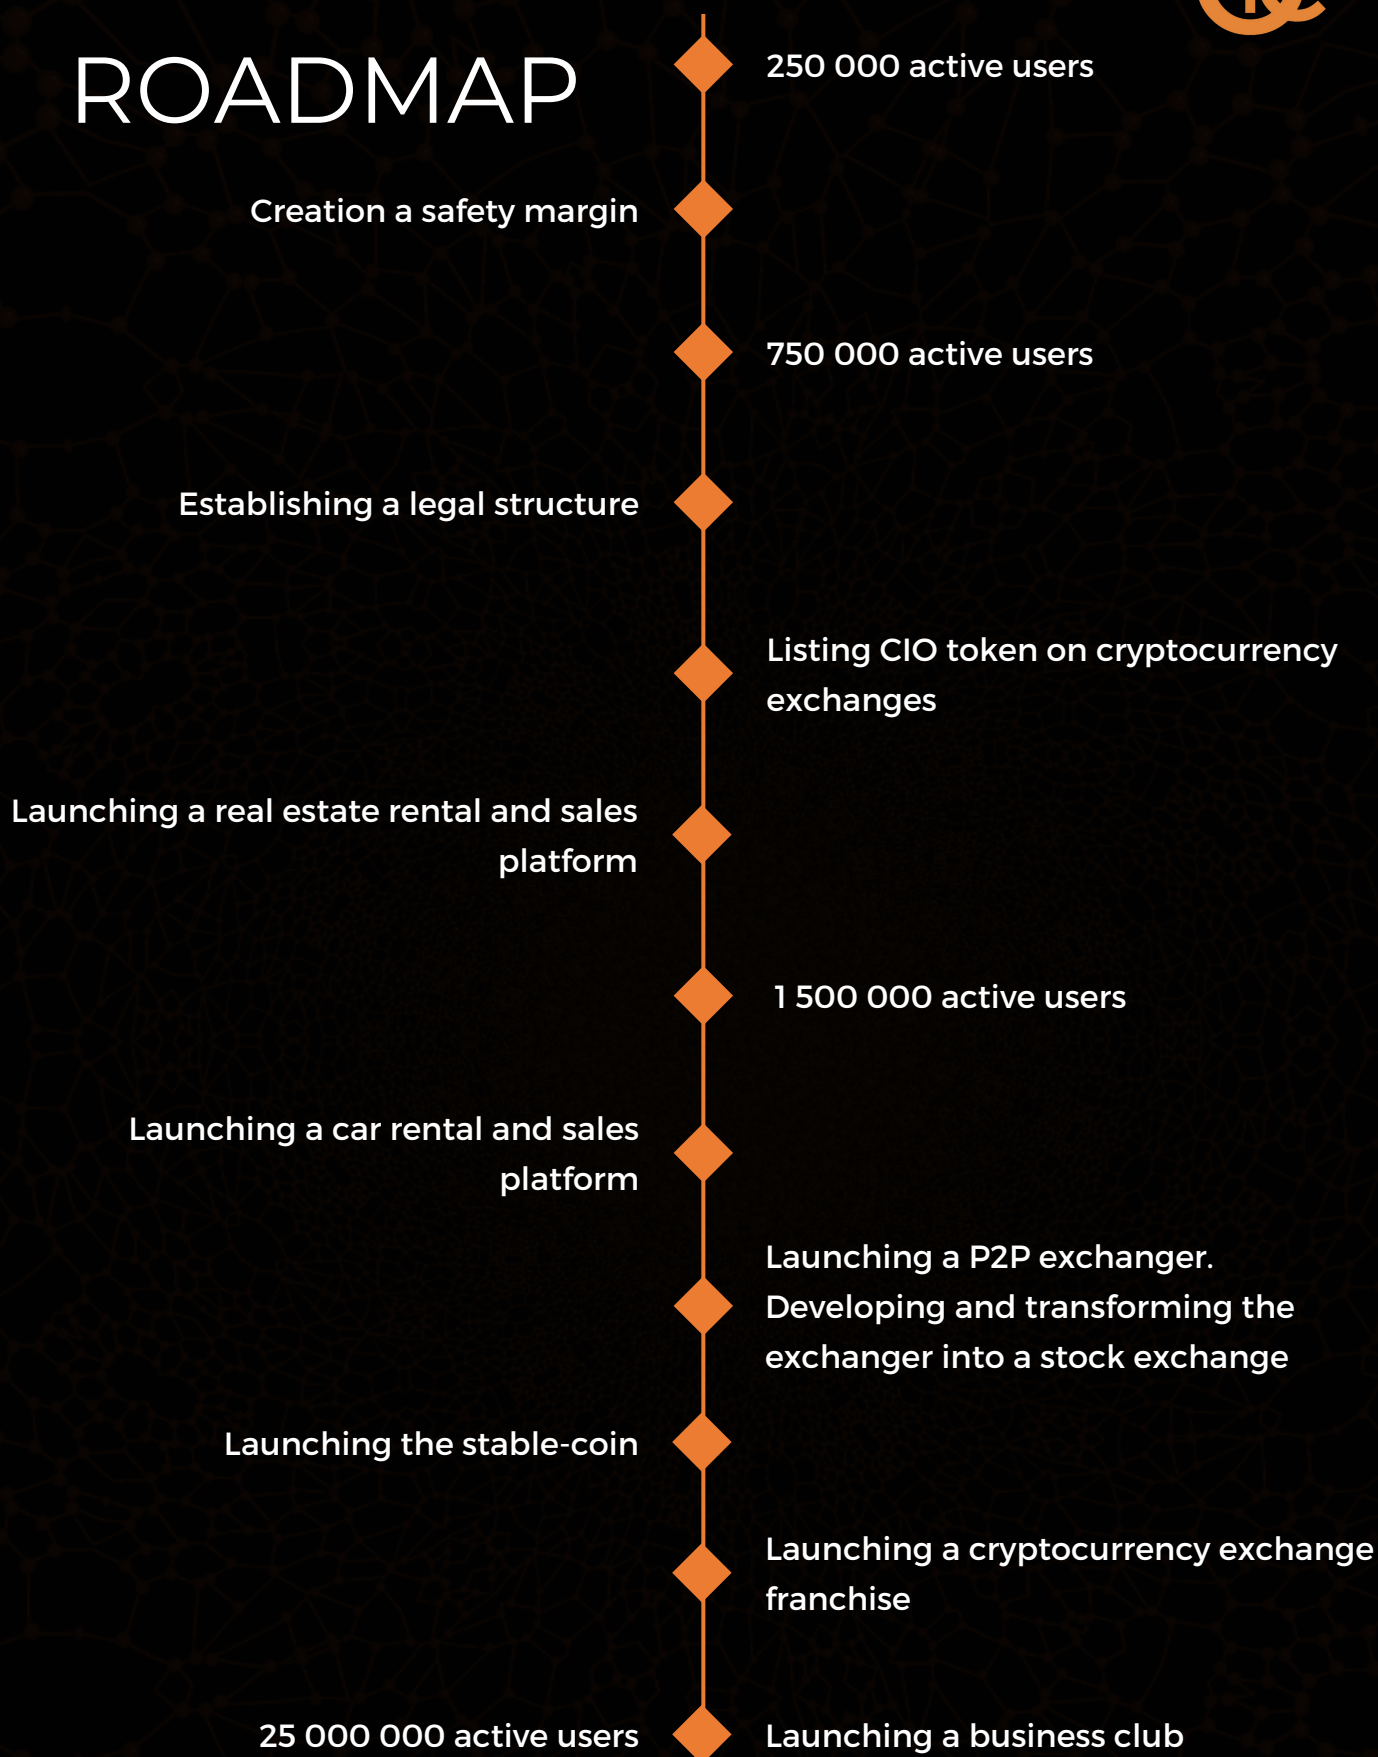 ROADMAP
250 000 active users
Creation a safety margin
750 000 active users
Establishing a legal structure
Listing CIO token on cryptocurrency
exchanges
Launching a real estate rental and sales
platform
1 500 000 active users
Launching a car rental and sales
platform
Launching a P2P exchanger.
Developing and transforming the
exchanger into a stock exchange
Launching the stable-coin
Launching a cryptocurrency exchange
franchise
25 000 000 active users
Launching a business club